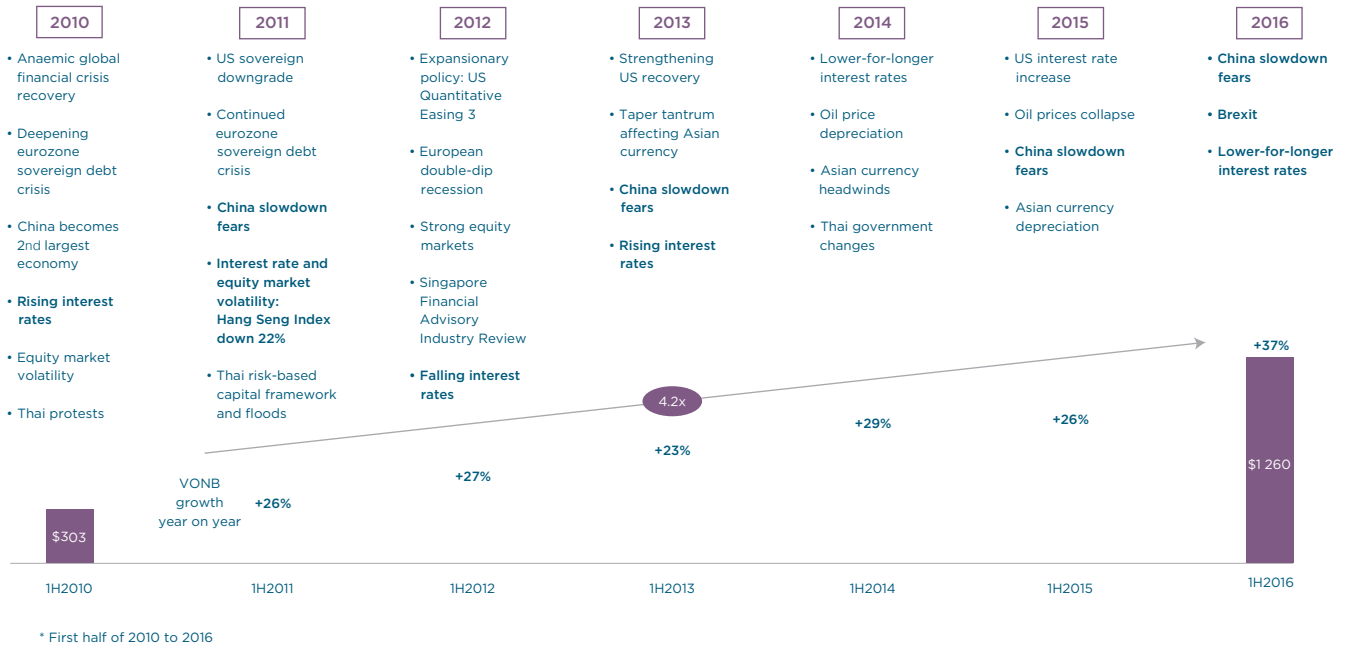 2010
• Anaemic global
financial crisis
recovery
• Deepening
eurozone
sovereign debt
crisis
• China becomes
2nd largest
economy
• Rising interest
rates
• Equity market
volatility
• Thai protests
2011
• US sovereign
downgrade
• Continued
eurozone
sovereign debt
crisis
• China slowdown
fears
• Interest rate and
equity market
volatility:
Hang Seng Index
down 22%
• Thai risk-based
capital framework
and floods
2012
• Expansionary
policy: US
Quantitative
Easing 3
• European
double-dip
recession
• Strong equity
markets
• Singapore
Financial
Advisory
Industry Review
• Falling interest
rates
2013
• Strengthening
US recovery
• Taper tantrum
affecting Asian
currency
• China slowdown
fears
• Rising interest
rates
2014
• Lower-for-longer
interest rates
• Oil price
depreciation
• Asian currency
headwinds
• Thai government
changes
2015
• US interest rate
increase
• Oil prices collapse
• China slowdown
fears
• Asian currency
depreciation
2016
• China slowdown
fears
• Brexit
• Lower-for-longer
interest rates
VONB
growth
year on year
+26%
+27%
4.2x
+23%
+29%
+26%
+37%
$303
$1 260
1H2010
1H2011
1H2012
1H2013
1H2014
1H2015
1H2016
* First half of 2010 to 2016